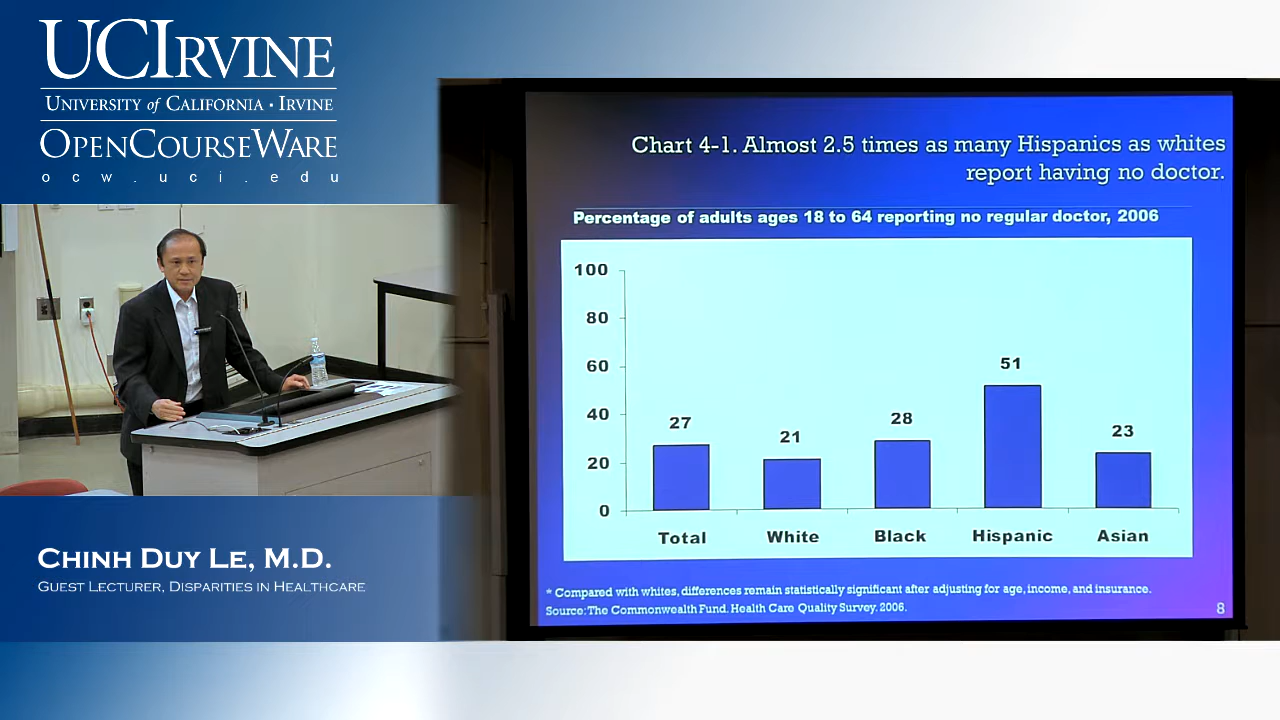 UCIRVINE
UNIVERSITY of CALIFORNIA · IRVINE
OPENCOURSEWARE
ocw.uci.edu
CHINH DUY LE, M.D.
GUEST LECTURER, DISPARITIES IN HEALTHCARE
Chart 4-1. Almost 2.5 times as many Hispanics as whites
report having no doctor.
Percentage of adults ages 18 to 64 reporting no regular doctor, 2006
100
80
60
40
20
0
27
21
28
51
23
Total White Black Hispanic Asian
* Compared with whites, differences remain statistically significant after adjusting for age, income, and insurance.
Source: The Commonwealth Fund. Health Care Quality Survey. 2006.
8